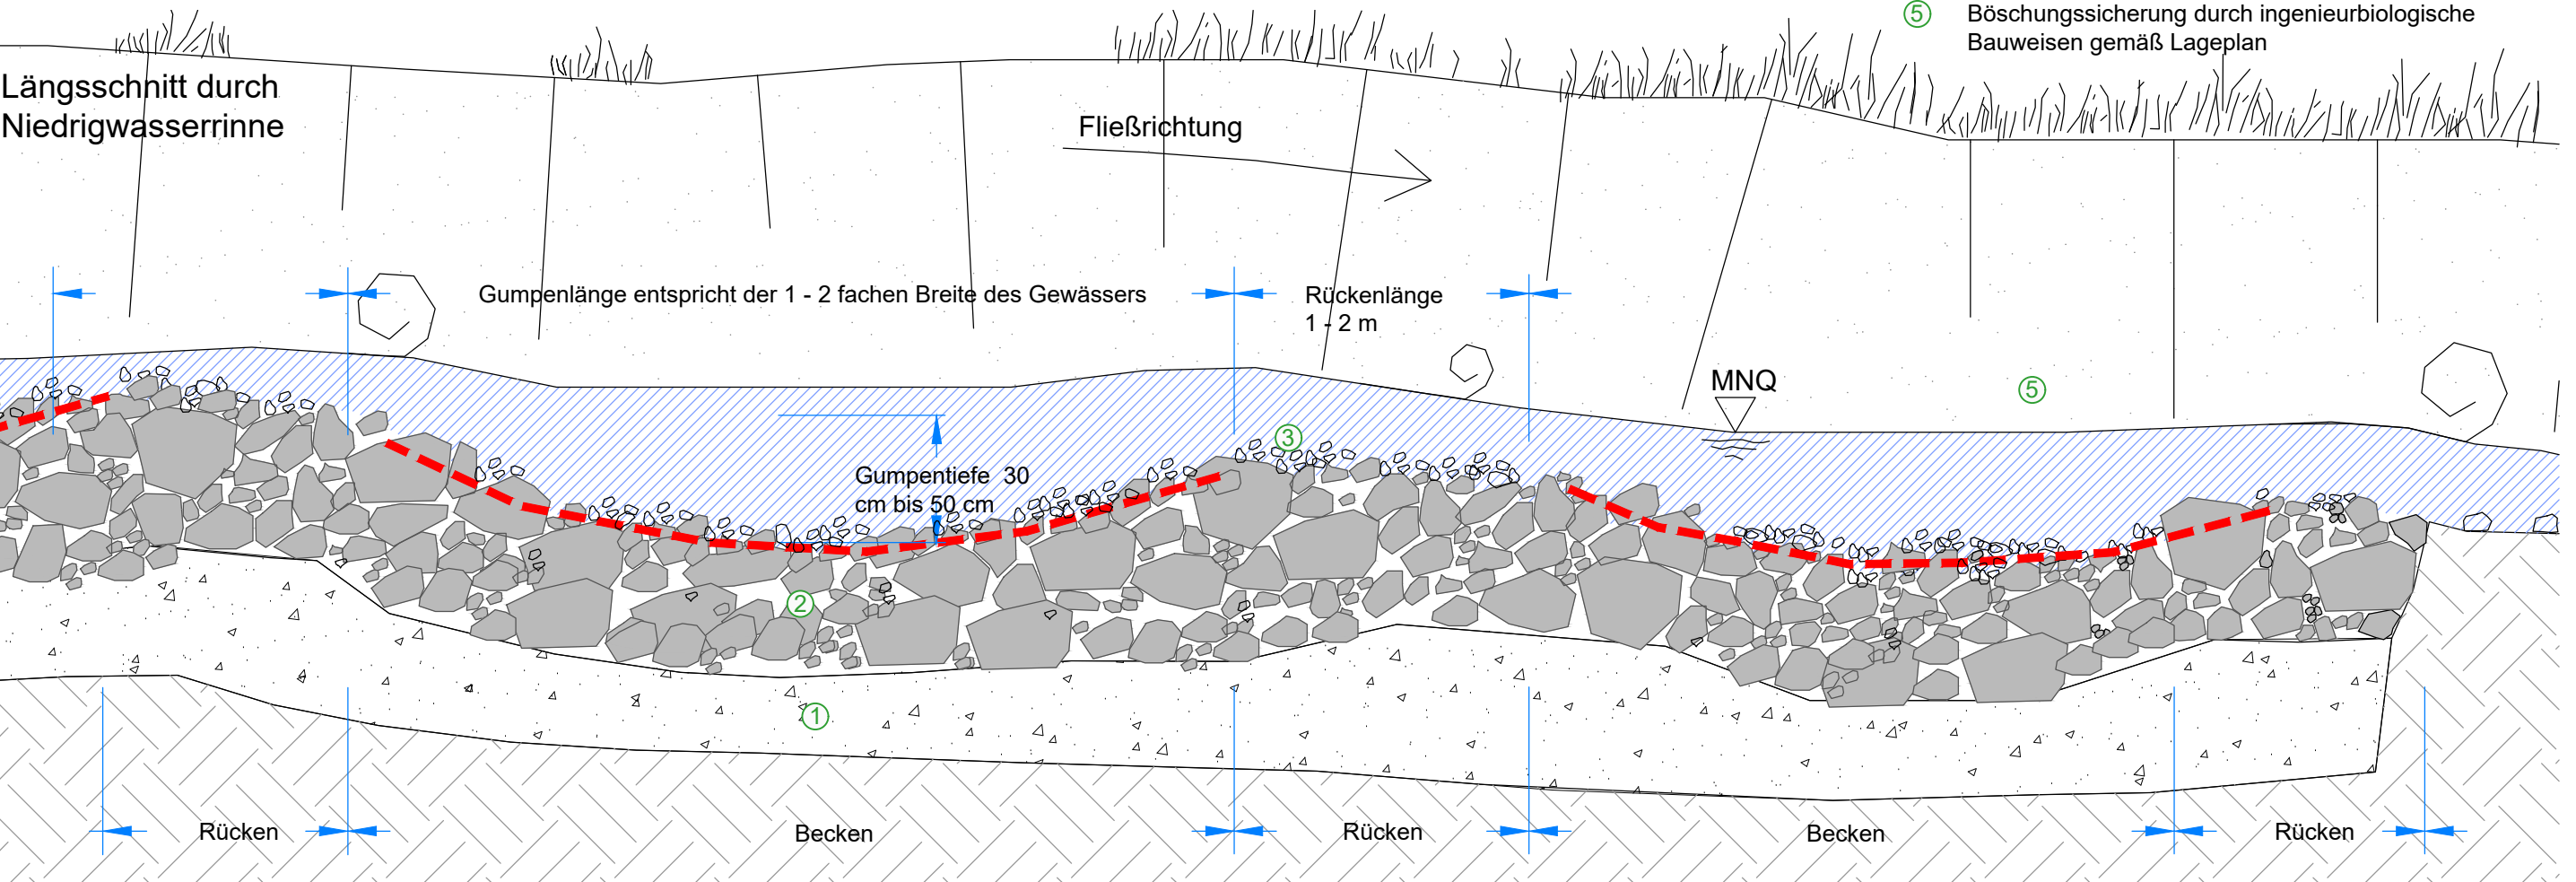 ⑤ Böschungssicherung durch ingenieurbiologische
Bauweisen gemäß Lageplan
Längsschnitt durch
Niedrigwasserrinne
Fließrichtung
Gumpenlänge entspricht der 1 - 2 fachen Breite des Gewässers
Rückenlänge
1 - 2 m
MNQ
⑤
③
Gumpentiefe 30
cm bis 50 cm
②
①
Rücken
Becken
Rücken
Becken
Rücken